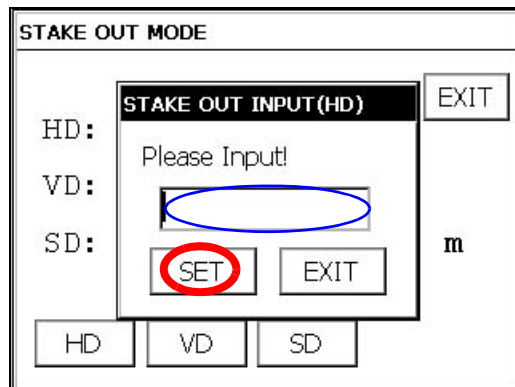 STAKE OUT MODE
STAKE OUT INPUT(HD)
EXIT
HD:
Please Input!
VD:
SD:
m
SET
EXIT
HD
VD
SD